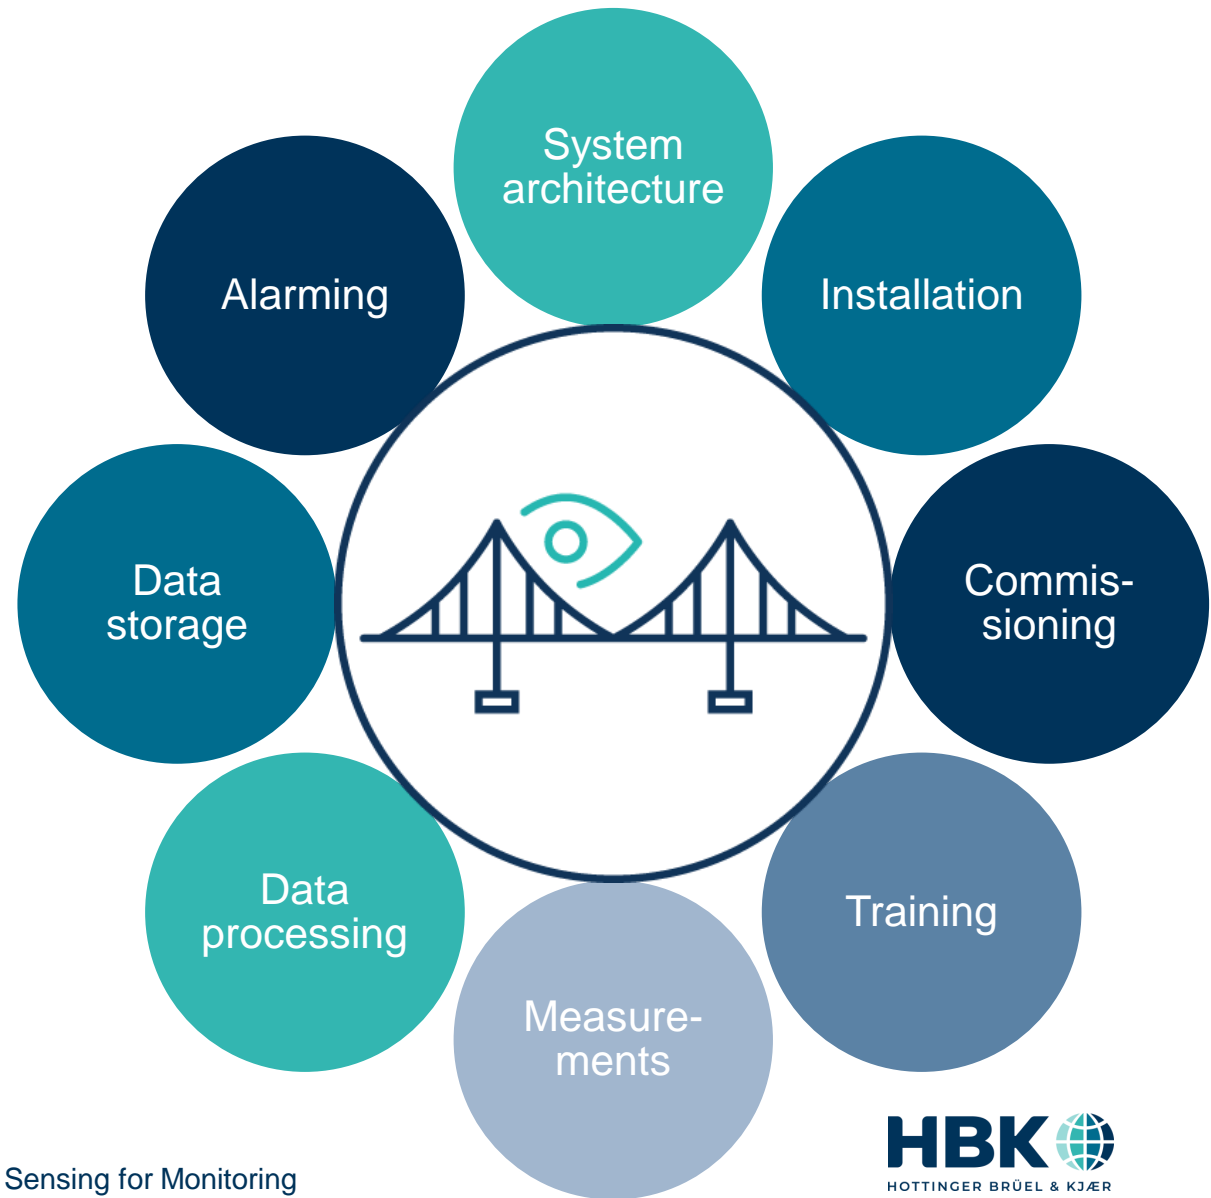 System
architecture
Installation
Commis-
sioning
Training
Measure-
ments
Data
processing
Data
storage
Alarming
Sensing for Monitoring
HBK
HOTTINGER BRÜEL & KJÆR